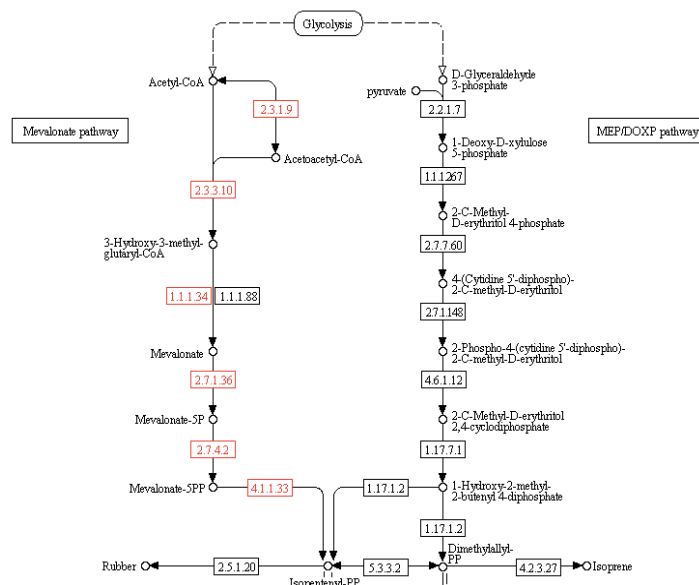 Glycolysis
Acetyl-CoA
D-Glyceraldehyde
3-phosphate
pyruvate
2.3.1.9
2.2.1.7
Mevalonate pathway
MEP/DOXP pathway
Acetoacetyl-CoA
1-Deoxy-D-xylulose
5-phosphate
1.1.1.267
2.3.3.10
2-C-Methyl-
D-erythritol 4-phosphate
3-Hydroxy-3-methyl-
glutaryl-CoA
2.7.7.60
4-(Cytidine 5'-diphospho)-
2-C-methyl-D-erythritol
1.1.1.34
1.1.1.88
2.7.1.148
Mevalonate
2-Phospho-4-(cytidine 5'-diphospho)-
2-C-methyl-D-erythritol
2.7.1.36
4.6.1.12
Mevalonate-5P
2-C-Methyl-D-erythritol
2,4-cyclodiphosphate
2.7.4.2
1.17.7.1
Mevalonate-5PP
4.1.1.33
1.17.1.2
1-Hydroxy-2-methyl-
2-butenyl 4-diphosphate
1.17.1.2
Dimethylallyl-
PP
Rubber
2.5.1.20
5.3.3.2
4.2.3.27
Isoprene
Isopentenyl-PP